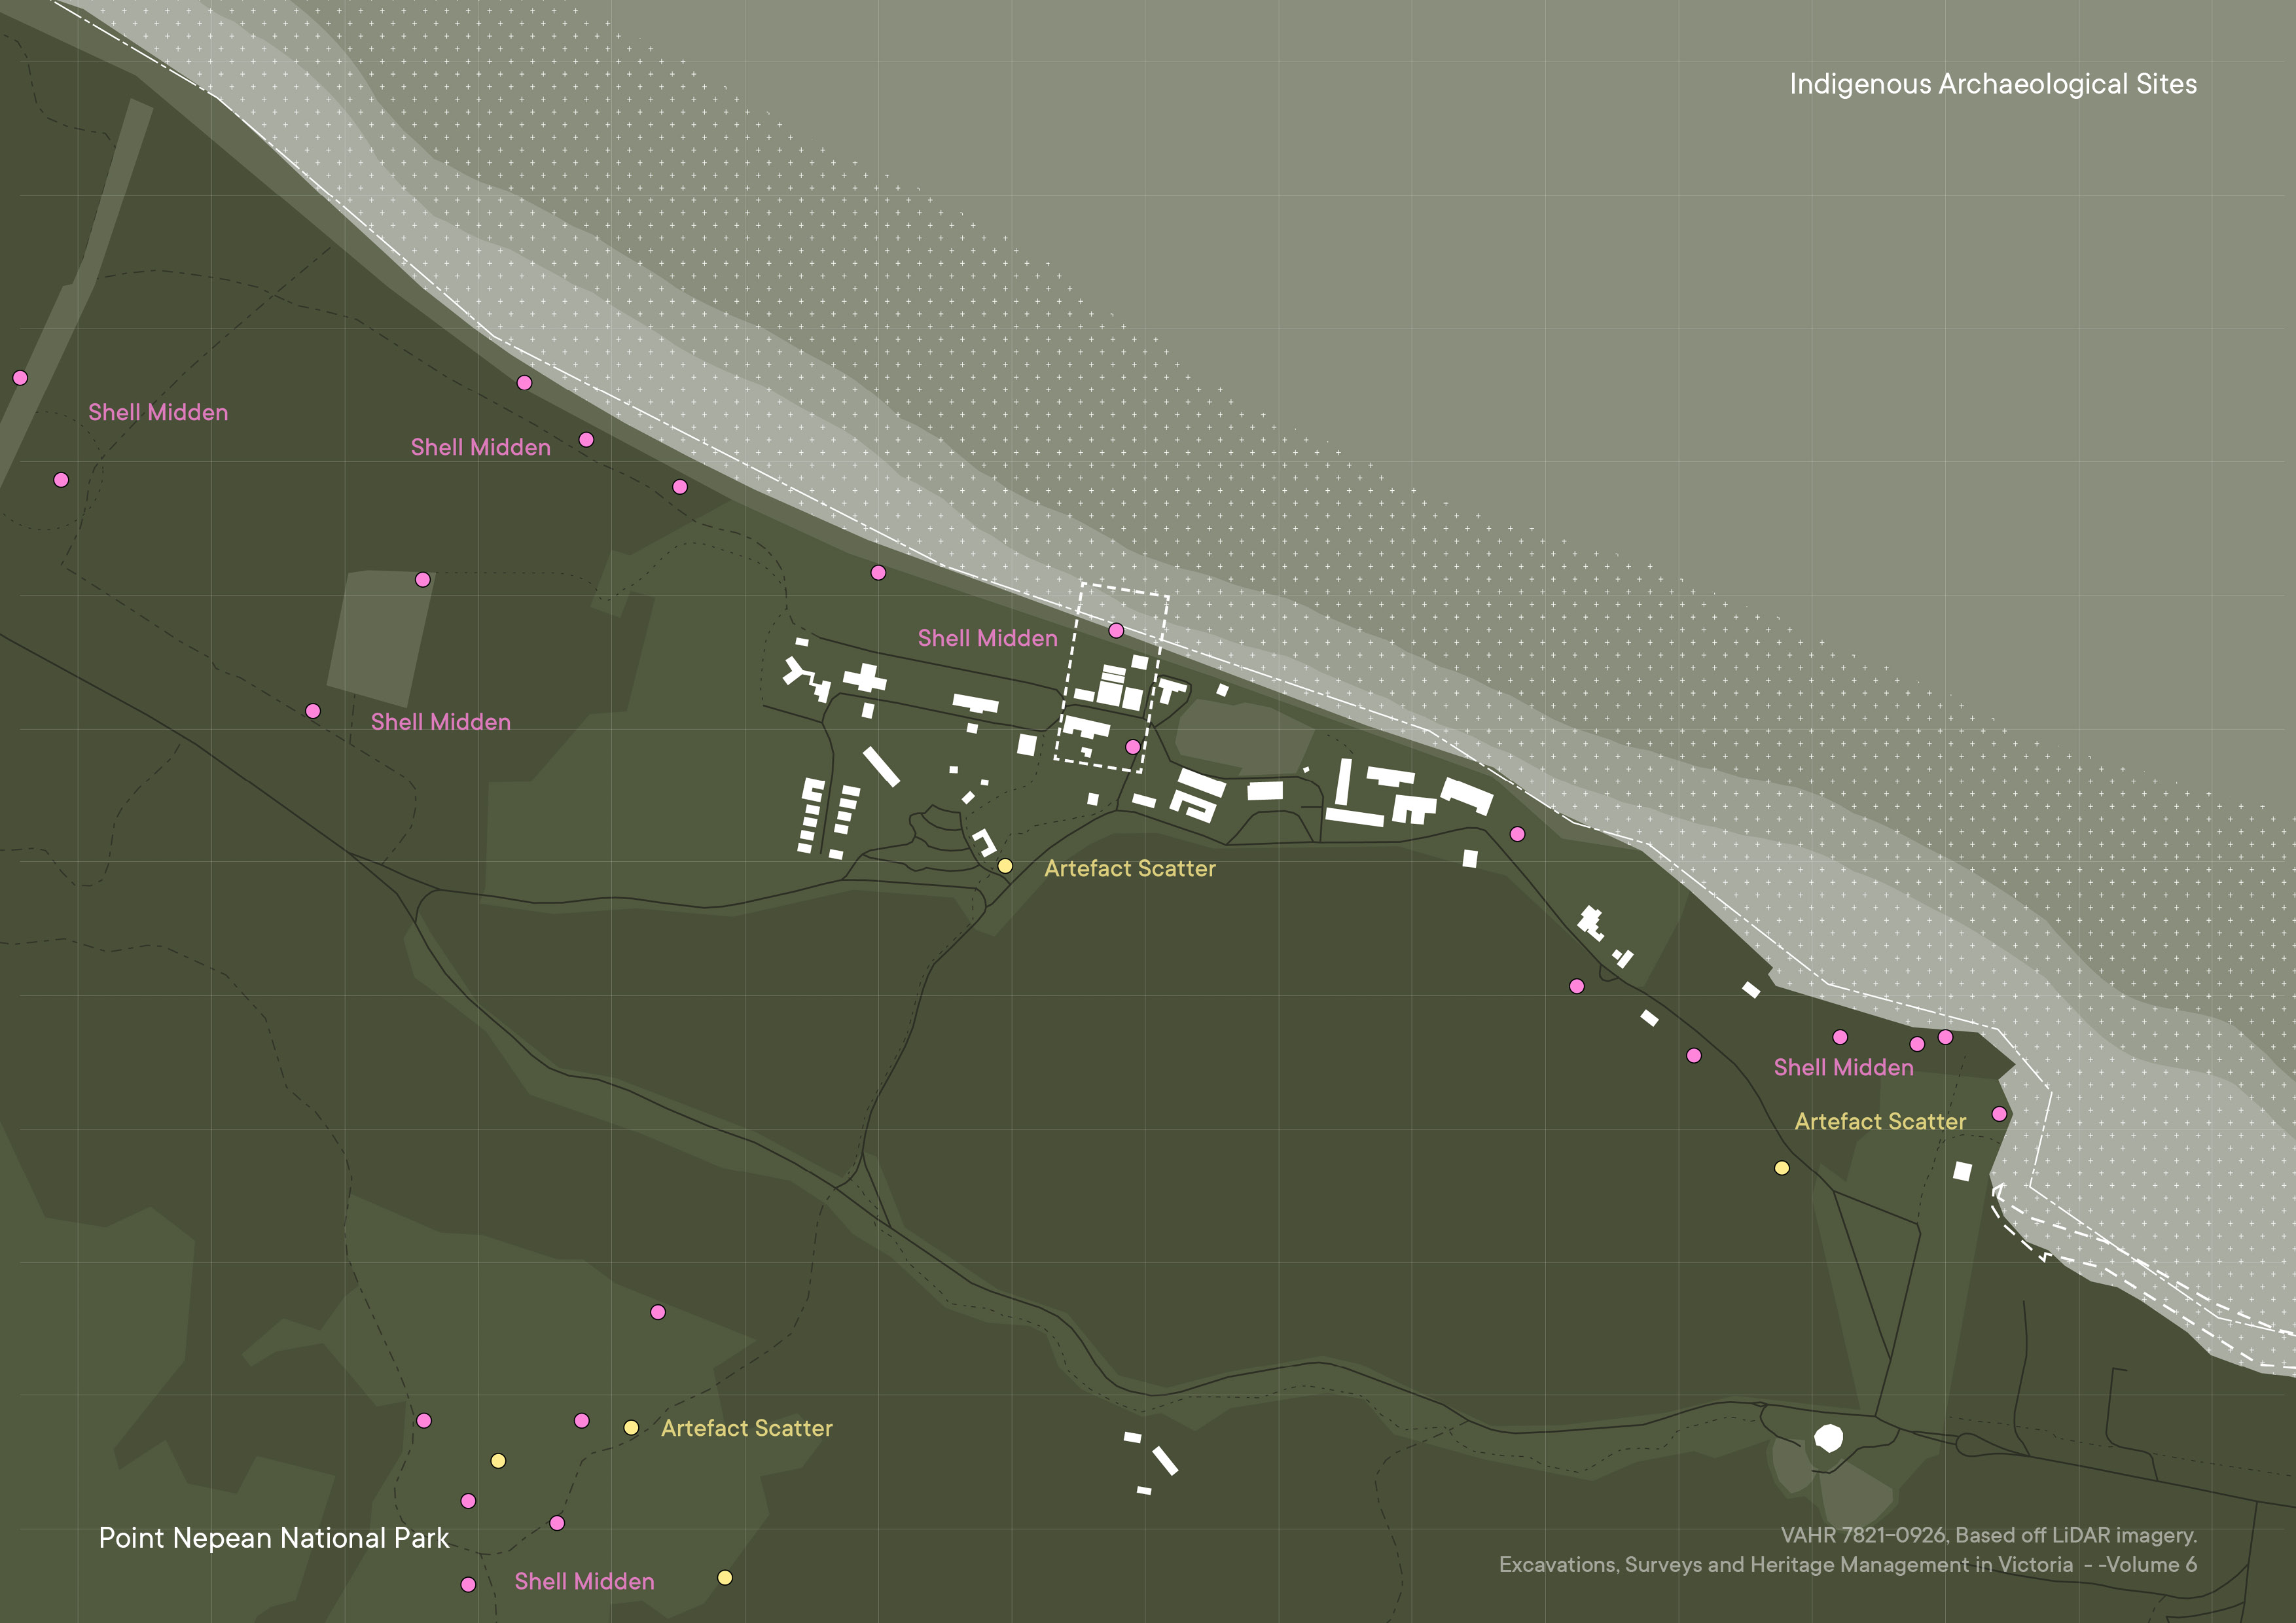 Indigenous Archaeological Sites
Shell Midden
Shell Midden
Shell Midden
Shell Midden
Artefact Scatter
Shell Midden
Artefact Scatter
Artefact Scatter
Point Nepean National Park
Shell Midden
VAHR 7821–0926, Based off LiDAR imagery.
Excavations, Surveys and Heritage Management in Victoria - -Volume 6